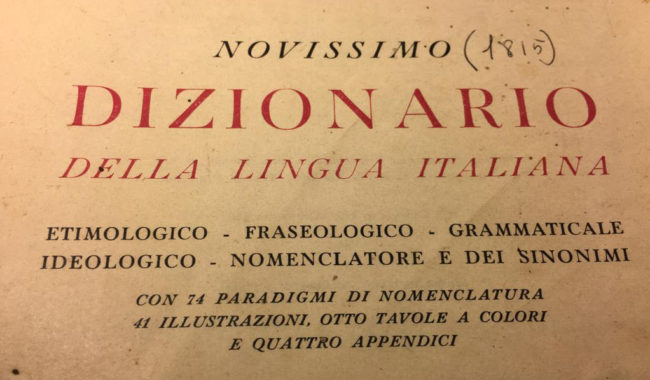 NOVISSIMO (1815)
DIZIONARIO
DELLA LINGUA ITALIANA
ETIMOLOGICO - FRASEOLOGICO - GRAMMATICALE
IDEOLOGICO - NOMENCLATORE E DEI SINONIMI
CON 74 PARADIGMI DI NOMENCLATURA
41 ILLUSTRAZIONI, OTTO TAVOLE A COLORI
E QUATTRO APPENDICI